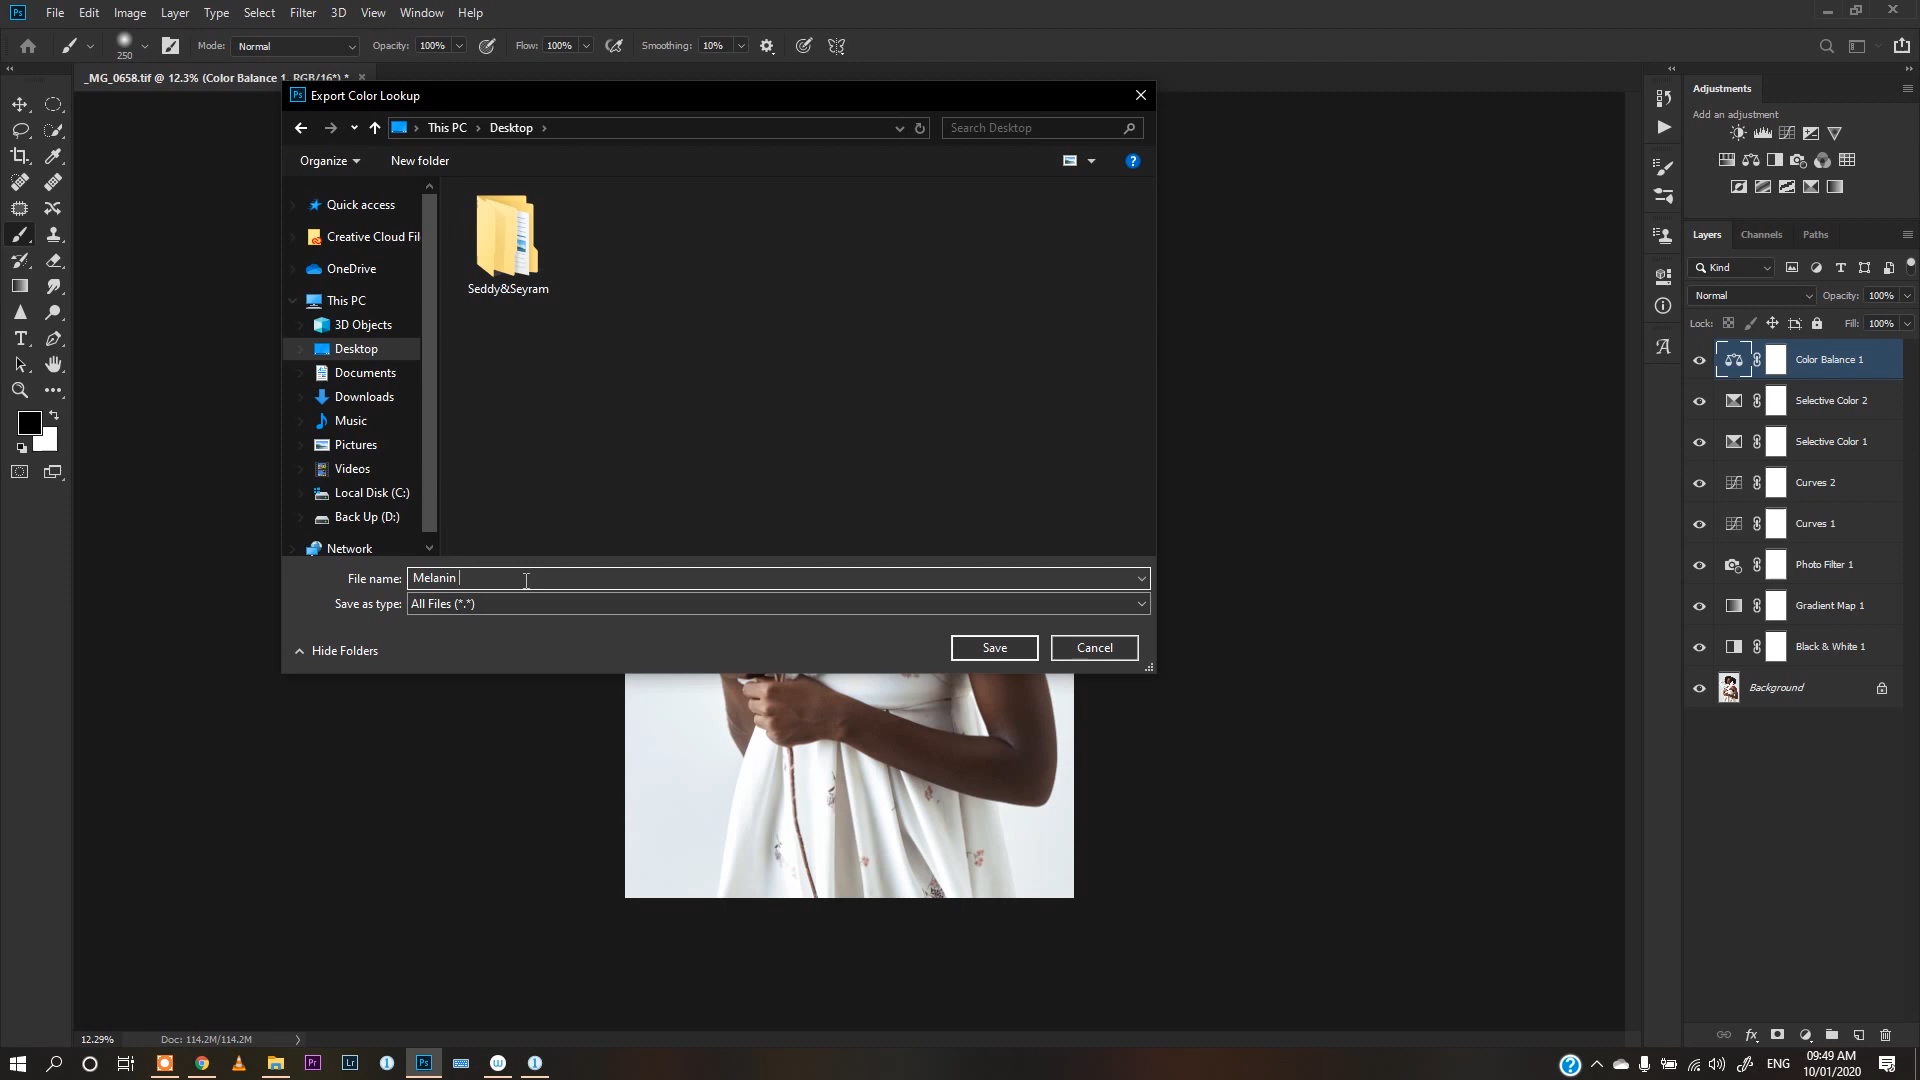 Ps File Edit Image Layer Type Select Filter 3D View Window Help
250 Mode: Normal Opacity: 100% Flow: 100% Smoothing: 10%
_MG_0658.tif @ 12.3% (Color Balance 1, RGB/16*) *
Ps Export Color Lookup
This PC Desktop Search Desktop
Organize New folder
Quick access
Creative Cloud Fil
OneDrive
This PC
3D Objects
Desktop
Documents
Downloads
Music
Pictures
Videos
Local Disk (C:)
Back Up (D:)
Network
Seddy&Seyram
File name: Melanin
Save as type: All Files (*.*)
Hide Folders Save Cancel
Adjustments
Add an adjustment
Layers Channels Paths
Kind
Normal Opacity: 100%
Lock: Fill: 100%
Color Balance 1
Selective Color 2
Selective Color 1
Curves 2
Curves 1
Photo Filter 1
Gradient Map 1
Black & White 1
Background
12.29% Doc: 114.2M/114.2M
Pr Lr Ps ENG 09:49 AM
10/01/2020